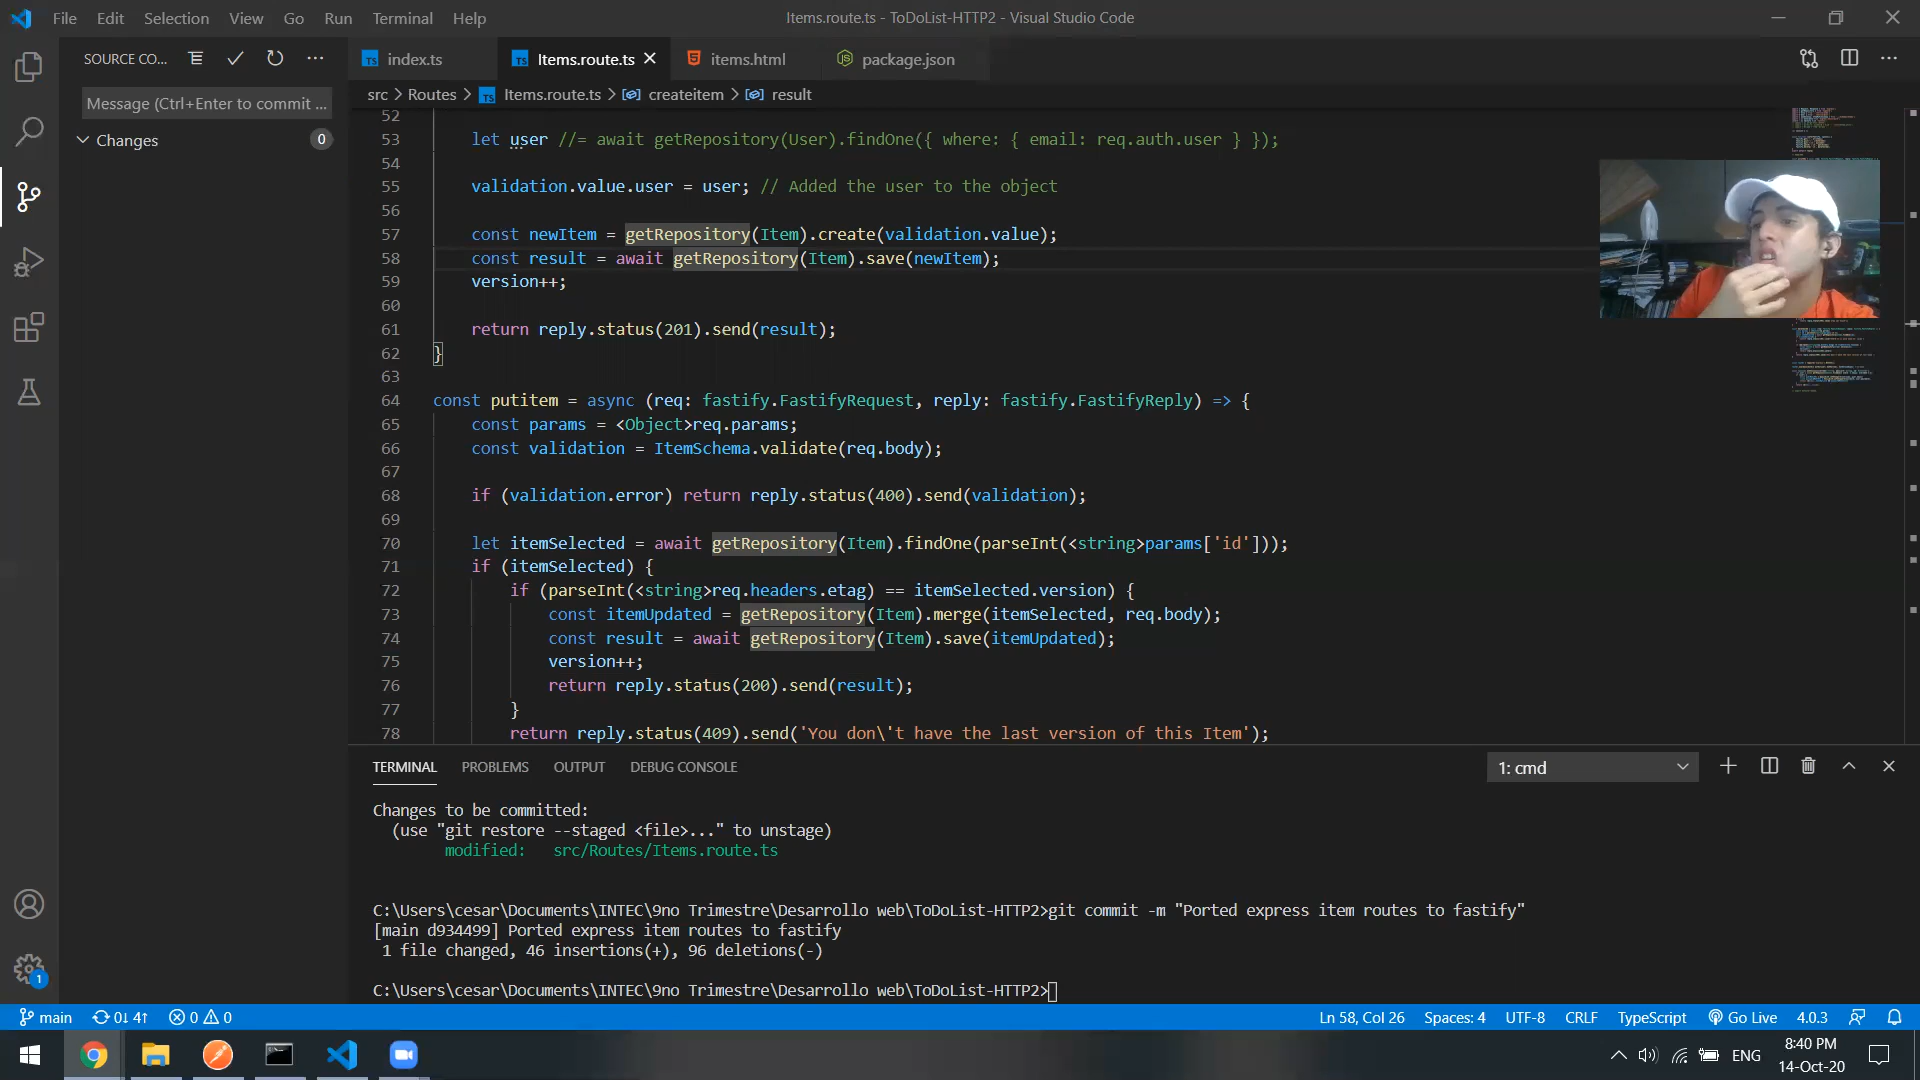 File Edit Selection View Go Run Terminal Help
Items.route.ts - ToDoList-HTTP2 - Visual Studio Code
SOURCE CO...
index.ts
Items.route.ts
items.html
package.json
Message (Ctrl+Enter to commit ...
src > Routes > TS Items.route.ts > createitem > result
Changes 0
52
53 let user //= await getRepository(User).findOne({ where: { email: req.auth.user } });
54
55 validation.value.user = user; // Added the user to the object
56
57 const newItem = getRepository(Item).create(validation.value);
58 const result = await getRepository(Item).save(newItem);
59 version++;
60
61 return reply.status(201).send(result);
62 }
63
64 const putitem = async (req: fastify.FastifyRequest, reply: fastify.FastifyReply) => {
65 const params = <Object>req.params;
66 const validation = ItemSchema.validate(req.body);
67
68 if (validation.error) return reply.status(400).send(validation);
69
70 let itemSelected = await getRepository(Item).findOne(parseInt(<string>params['id']));
71 if (itemSelected) {
72 if (parseInt(<string>req.headers.etag) == itemSelected.version) {
73 const itemUpdated = getRepository(Item).merge(itemSelected, req.body);
74 const result = await getRepository(Item).save(itemUpdated);
75 version++;
76 return reply.status(200).send(result);
77 }
78 return reply.status(409).send('You don\'t have the last version of this Item');
TERMINAL PROBLEMS OUTPUT DEBUG CONSOLE
1: cmd
Changes to be committed:
(use "git restore --staged <file>..." to unstage)
modified: src/Routes/Items.route.ts
C:\Users\cesar\Documents\INTEC\9no Trimestre\Desarrollo web\ToDoList-HTTP2>git commit -m "Ported express item routes to fastify"
[main d934499] Ported express item routes to fastify
1 file changed, 46 insertions(+), 96 deletions(-)
C:\Users\cesar\Documents\INTEC\9no Trimestre\Desarrollo web\ToDoList-HTTP2>
1
main 0↓ 4↑ 0 0
Ln 58, Col 26 Spaces: 4 UTF-8 CRLF TypeScript Go Live 4.0.3
ENG
8:40 PM
14-Oct-20